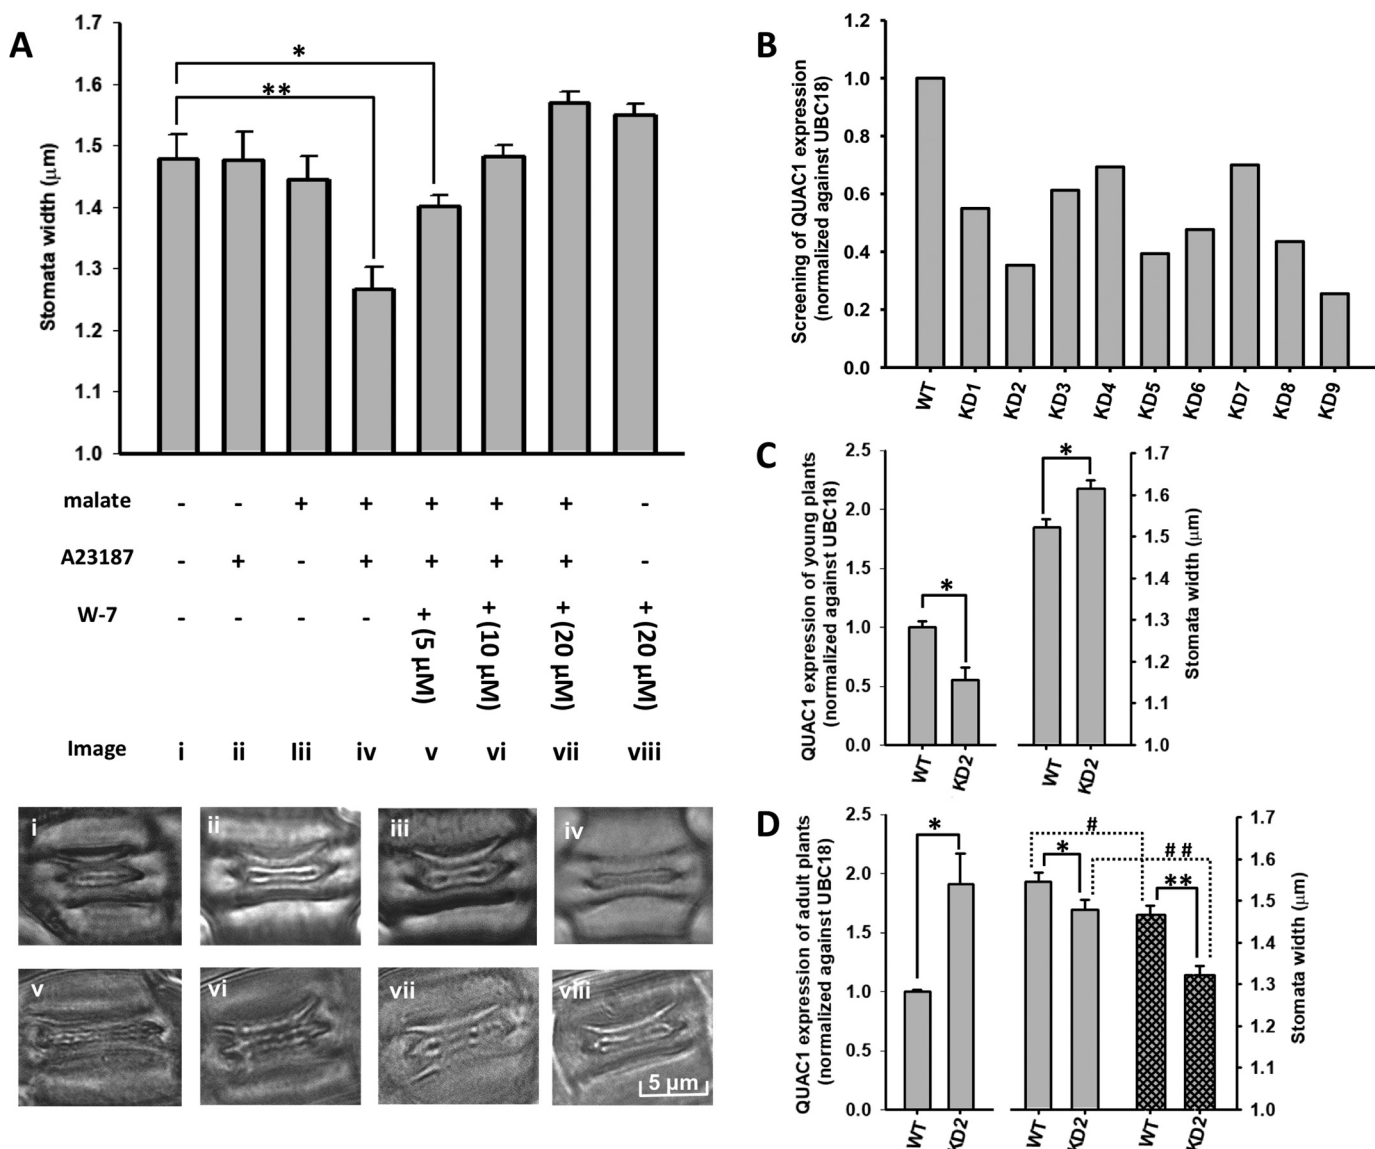 A
1.7
1.6
1.5
1.4
1.3
1.2
1.1
1.0
Stomata width (µm)
*
**
malate - - + + + + + -
A23187 - + - + + + + -
W-7 - - - - + (5 µM) + (10 µM) + (20 µM) + (20 µM)
Image i ii Iii iv v vi vii viii
i ii iii iv
v vi vii viii
5 µm
B
1.2
1.0
0.8
0.6
0.4
0.2
0.0
Screening of QUAC1 expression
(normalized against UBC18)
WT KD1 KD2 KD3 KD4 KD5 KD6 KD7 KD8 KD9
C
2.5
2.0
1.5
1.0
0.5
0.0
QUAC1 expression of young plants
(normalized against UBC18)
*
WT KD2
*
WT KD2
1.7
1.6
1.5
1.4
1.3
1.2
1.1
1.0
Stomata width (µm)
D
2.5
2.0
1.5
1.0
0.5
0.0
QUAC1 expression of adult plants
(normalized against UBC18)
*
WT KD2
#
##
*
**
WT KD2 WT KD2
1.7
1.6
1.5
1.4
1.3
1.2
1.1
1.0
Stomata width (µm)